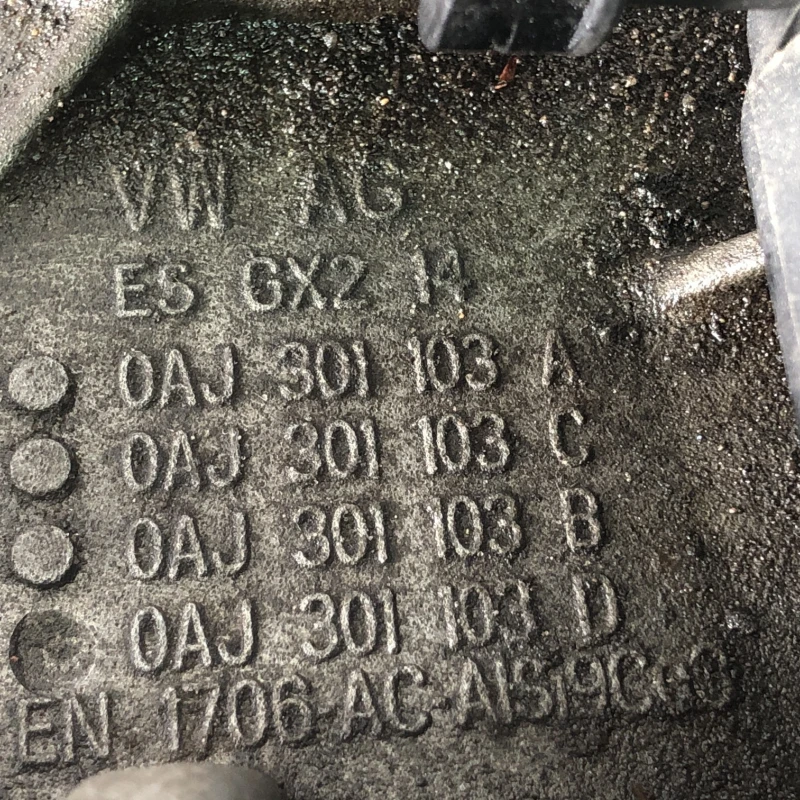 VW AG
ES GX2 14
0AJ 301 103 A
0AJ 301 103 C
0AJ 301 103 B
0AJ 301 103 D
EN 1706-AC-AlSi9Cu3